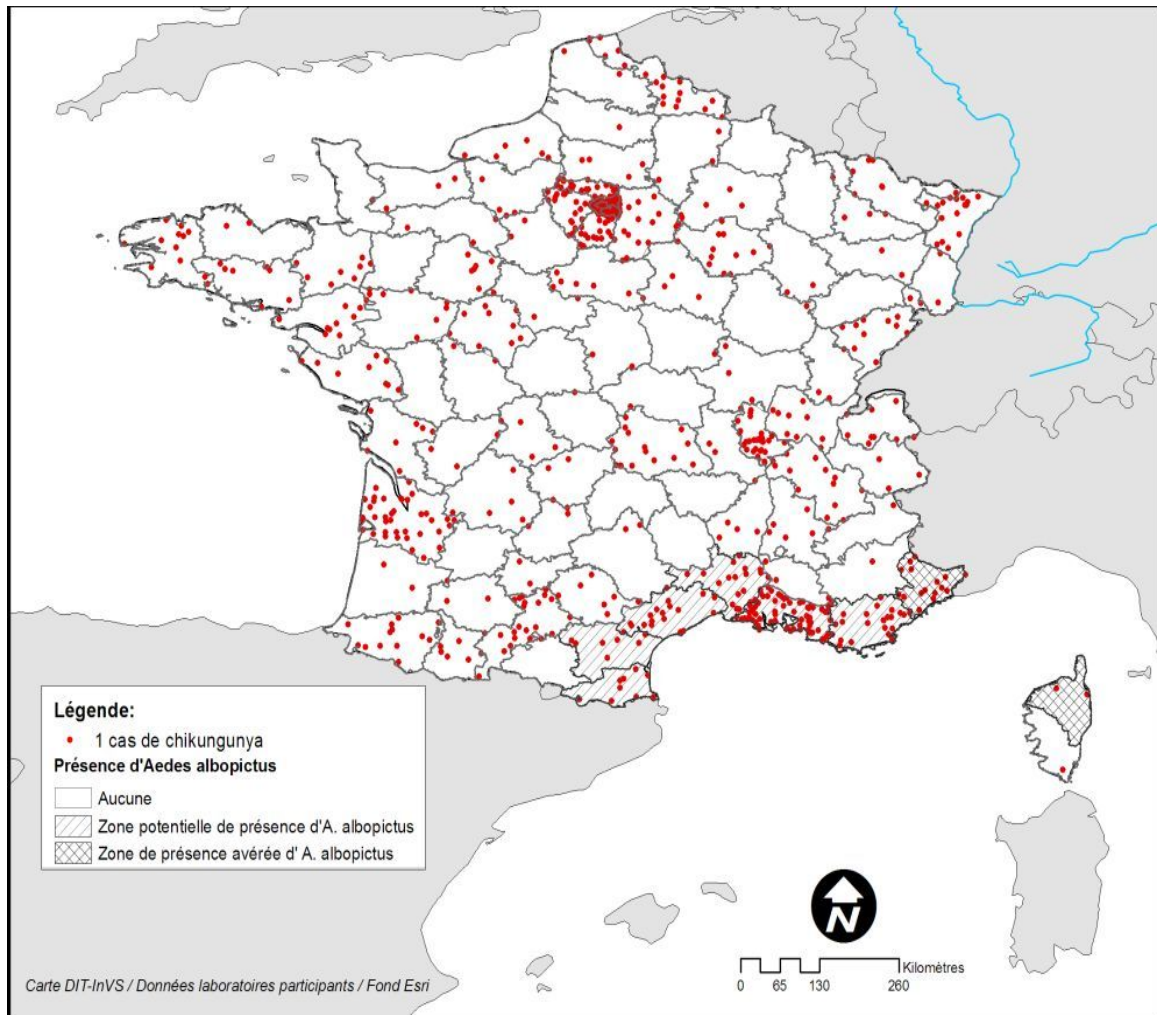 Légende:
1 cas de chikungunya
Présence d'Aedes albopictus
Aucune
Zone potentielle de présence d'A. albopictus
Zone de présence avérée d' A. albopictus
N
Kilomètres
0 65 130 260
Carte DIT-InVS / Données laboratoires participants / Fond Esri